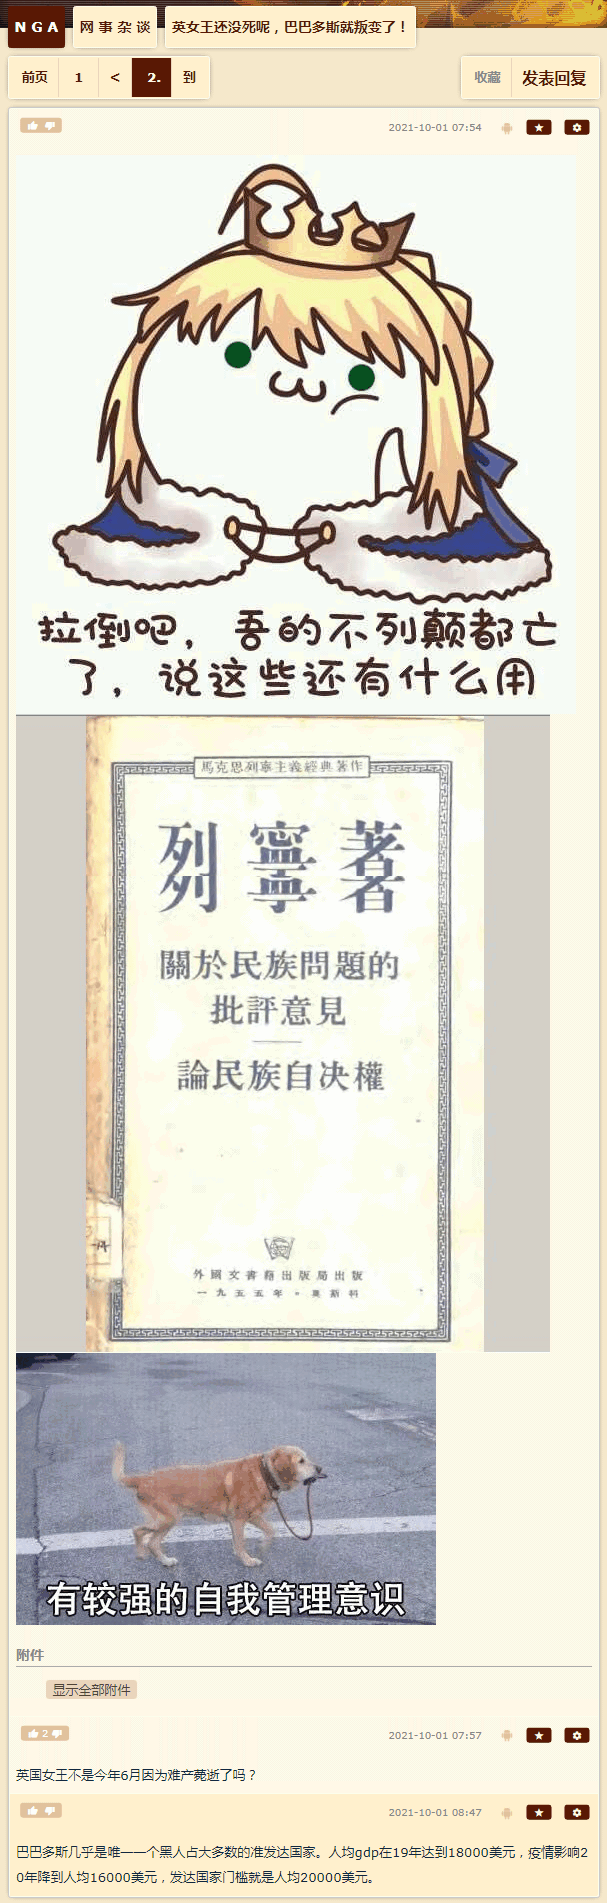 NGA 网事杂谈 英女王还没死呢，巴巴多斯就叛变了！
前页 1 < 2. 到 收藏 发表回复
2021-10-01 07:54
拉倒吧，吾的不列颠都亡
了，说这些还有什么用
馬克思列寧主義經典著作
列寧著
關於民族問題的
批評意見
論民族自决權
外國文書籍出版局出版
一九五五年·莫斯科
有较强的自我管理意识
附件
显示全部附件
2 2021-10-01 07:57
英国女王不是今年6月因为难产薨逝了吗？
2021-10-01 08:47
巴巴多斯几乎是唯一一个黑人占大多数的准发达国家。人均gdp在19年达到18000美元，疫情影响2
0年降到人均16000美元，发达国家门槛就是人均20000美元。